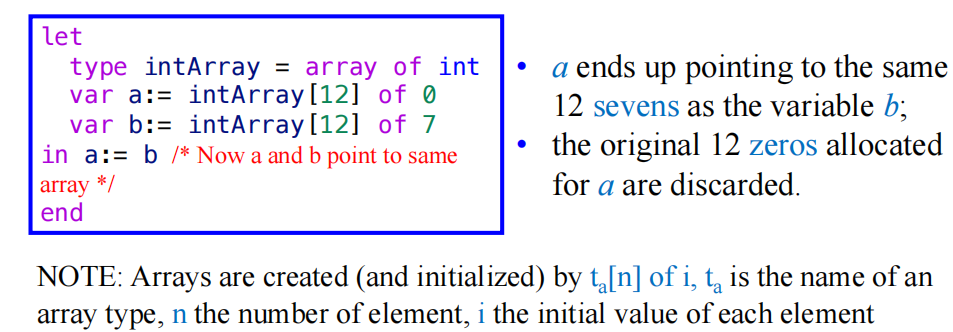 let
type intArray = array of int
var a:= intArray[12] of 0
var b:= intArray[12] of 7
in a:= b /* Now a and b point to same
array */
end
• a ends up pointing to the same
12 sevens as the variable b;
• the original 12 zeros allocated
for a are discarded.
NOTE: Arrays are created (and initialized) by tₐ[n] of i, tₐ is the name of an
array type, n the number of element, i the initial value of each element